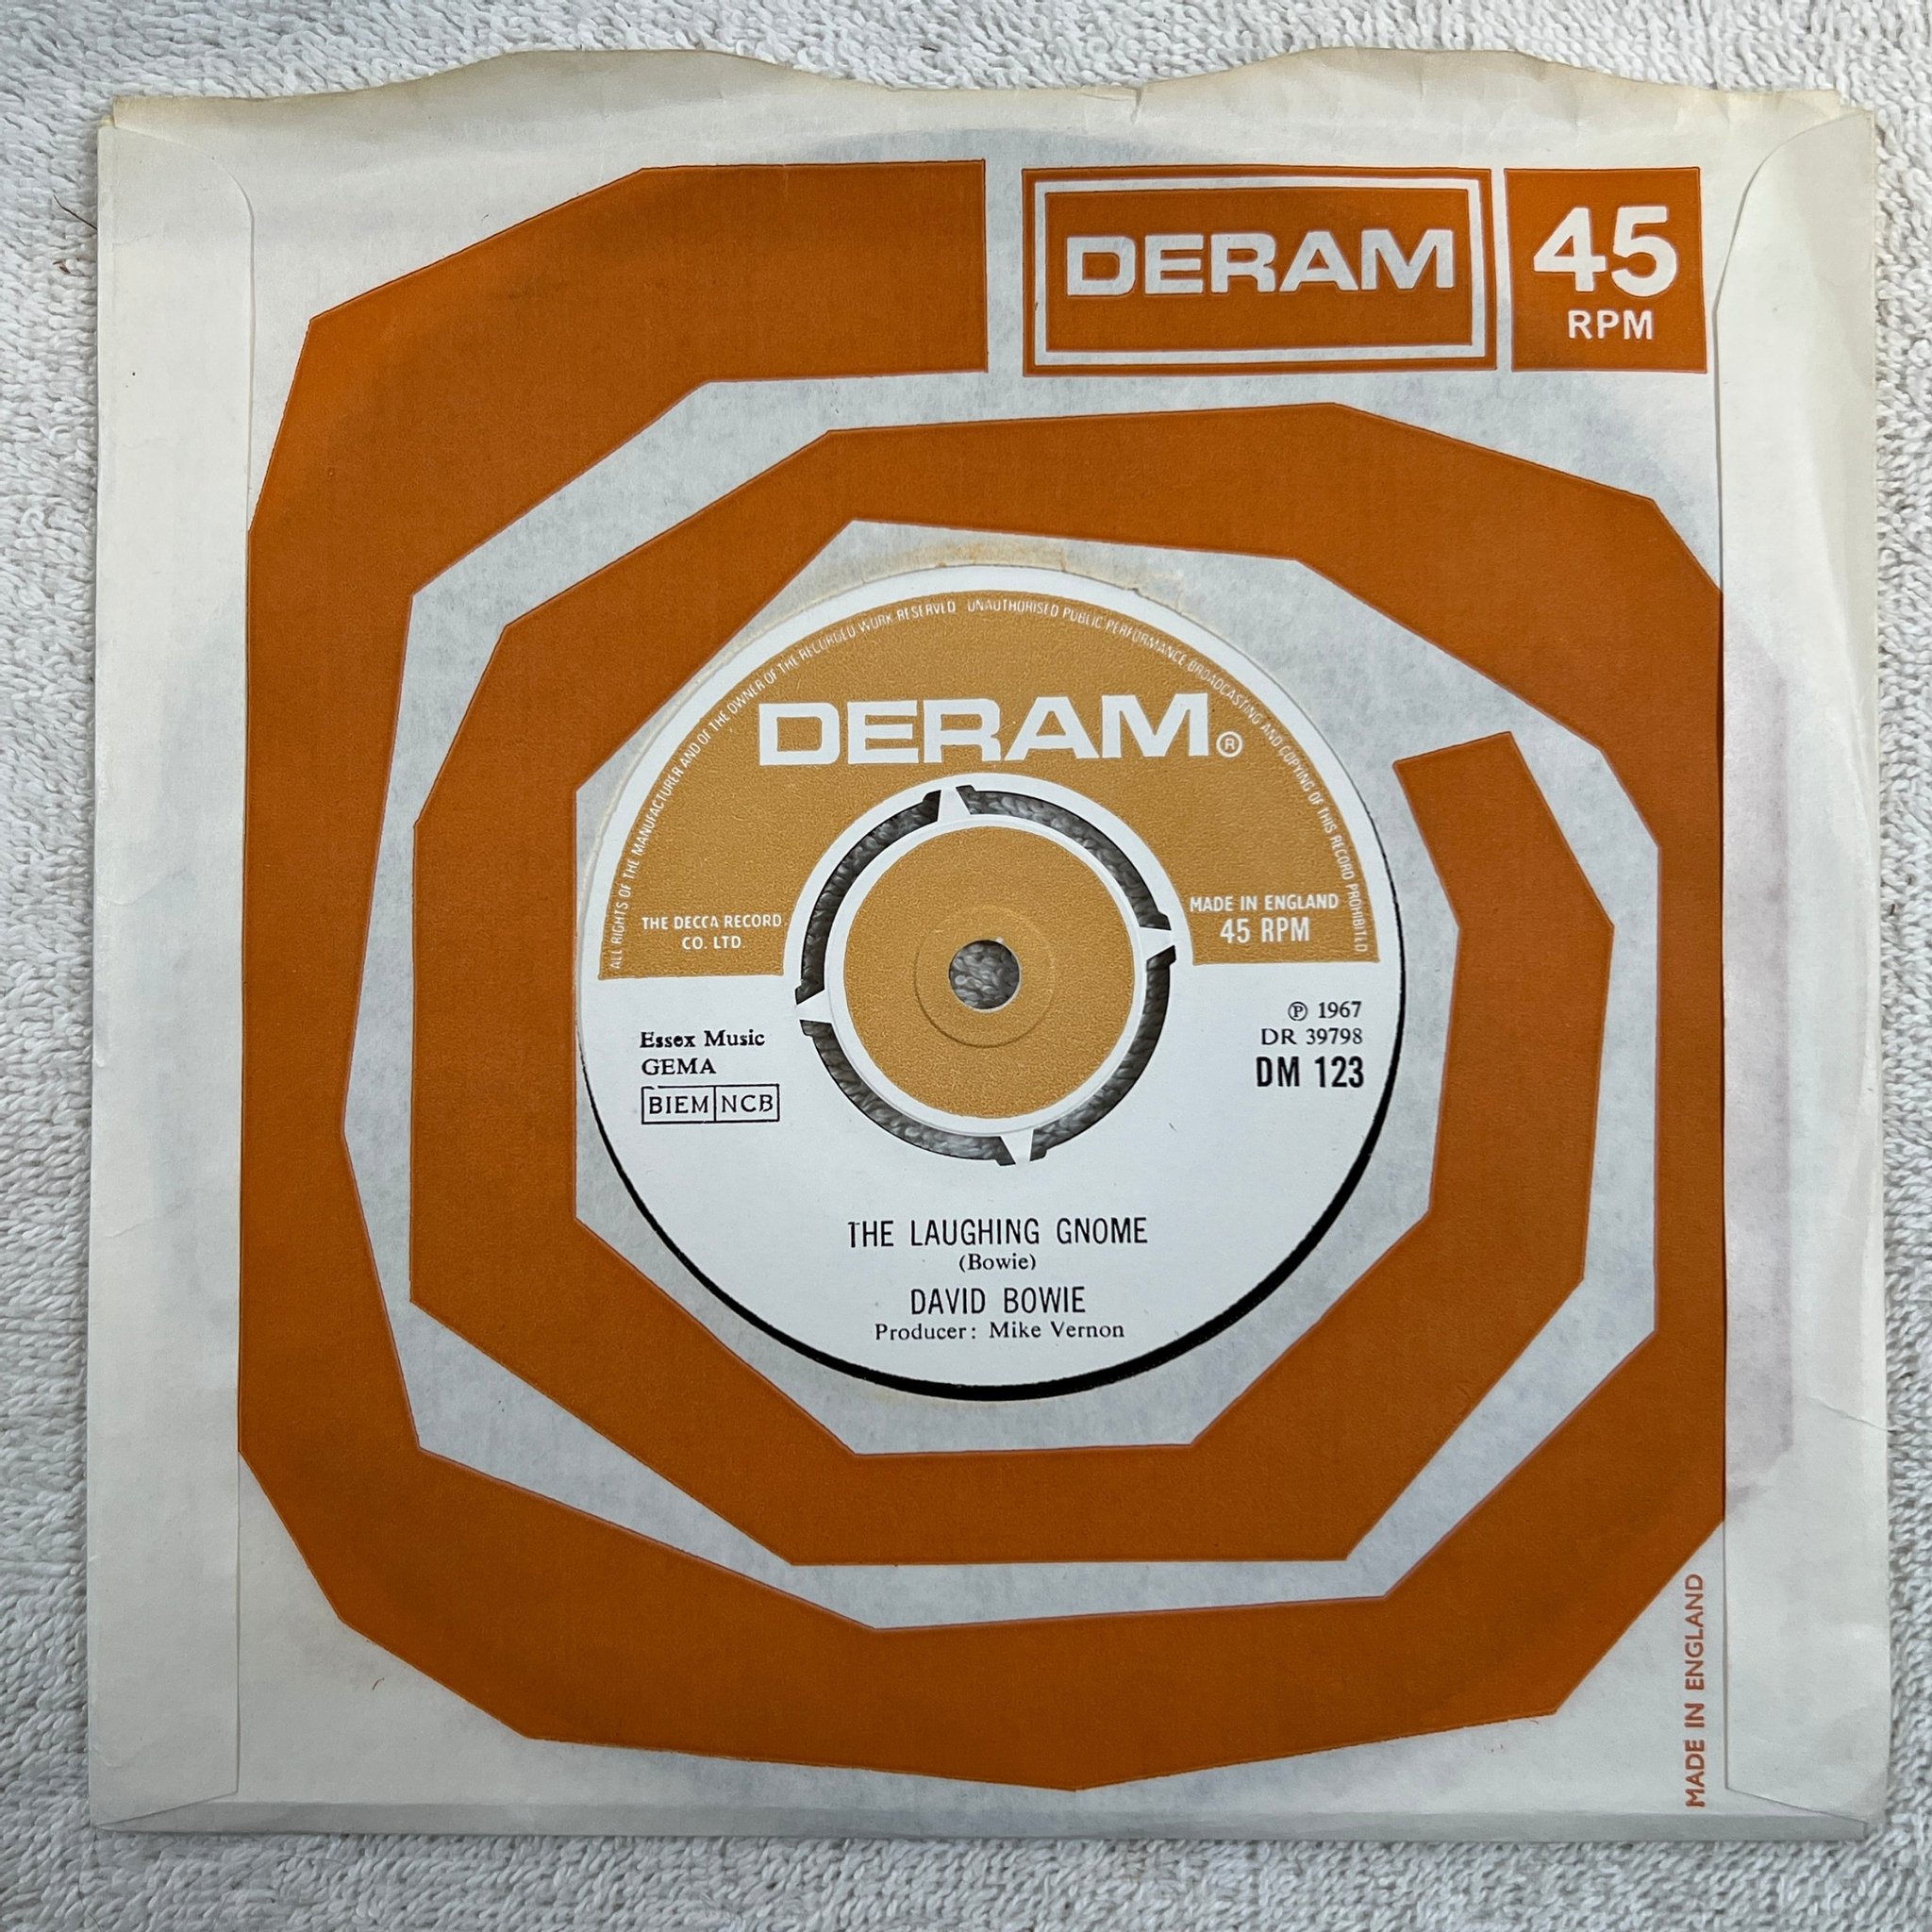 DERAM
45
RPM
ALL RIGHTS OF THE MANUFACTURER AND OF THE OWNER OF THE RECORDED WORK RESERVED UNAUTHORISED PUBLIC PERFORMANCE BROADCASTING AND COPYING OF THIS RECORD PROHIBITED
DERAM®
THE DECCA RECORD
CO. LTD.
MADE IN ENGLAND
45 RPM
Essex Music
GEMA
BIEM NCB
℗ 1967
DR 39798
DM 123
THE LAUGHING GNOME
(Bowie)
DAVID BOWIE
Producer: Mike Vernon
MADE IN ENGLAND